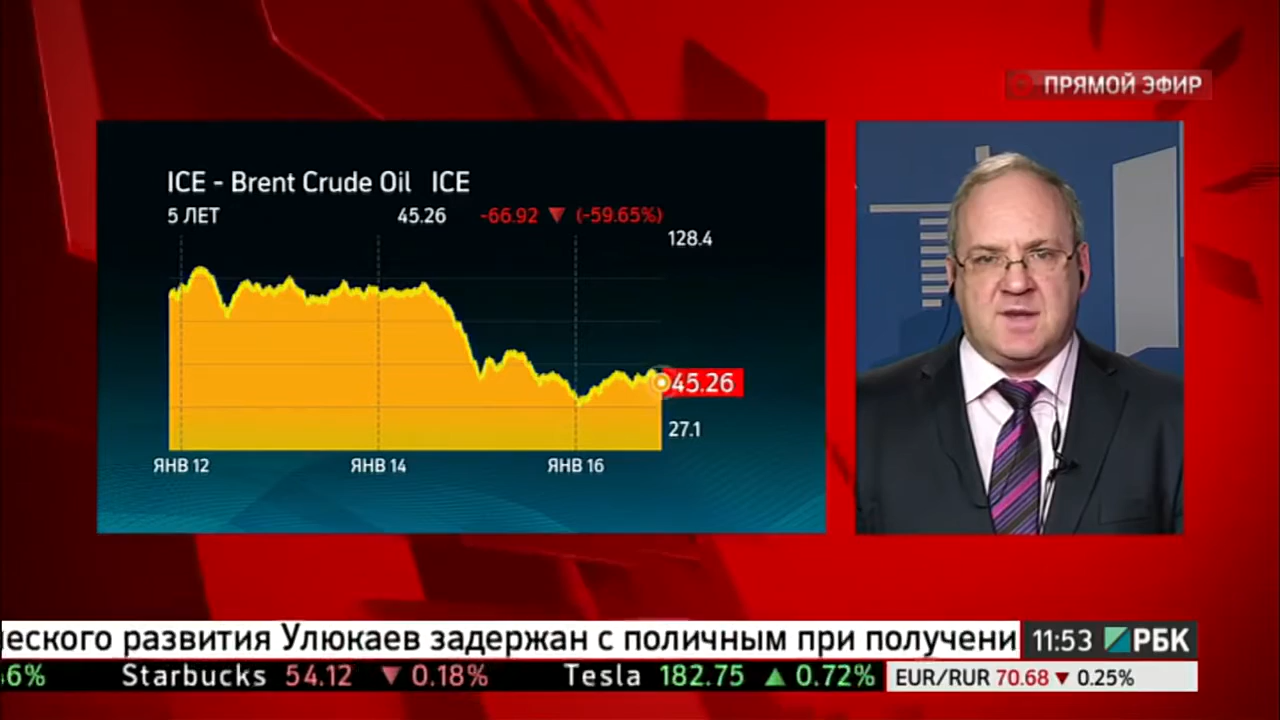 ПРЯМОЙ ЭФИР
ICE - Brent Crude Oil ICE
5 ЛЕТ 45.26 -66.92 ▼ (-59.65%)
128.4
45.26
27.1
ЯНВ 12 ЯНВ 14 ЯНВ 16
ческого развития Улюкаев задержан с поличным при получени
11:53 РБК
6% Starbucks 54.12 ▼ 0.18% Tesla 182.75 ▲ 0.72%
EUR/RUR 70.68 ▼ 0.25%